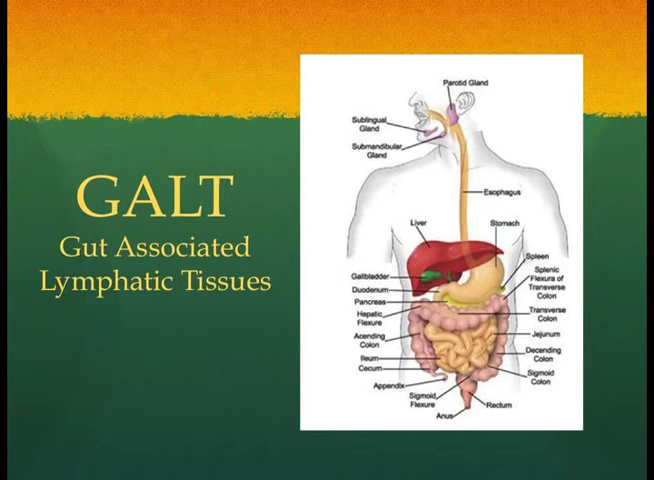 GALT
Gut Associated
Lymphatic Tissues
Parotid Gland
Sublingual
Gland
Submandibular
Gland
Esophagus
Liver
Stomach
Spleen
Gallbladder
Splenic
Flexura of
Transverse
Colon
Duodenum
Pancreas
Hepatic
Flexure
Transverse
Colon
Acending
Colon
Jejunum
Ileum
Decending
Colon
Cecum
Sigmoid
Colon
Appendix
Sigmoid
Flexure
Rectum
Anus